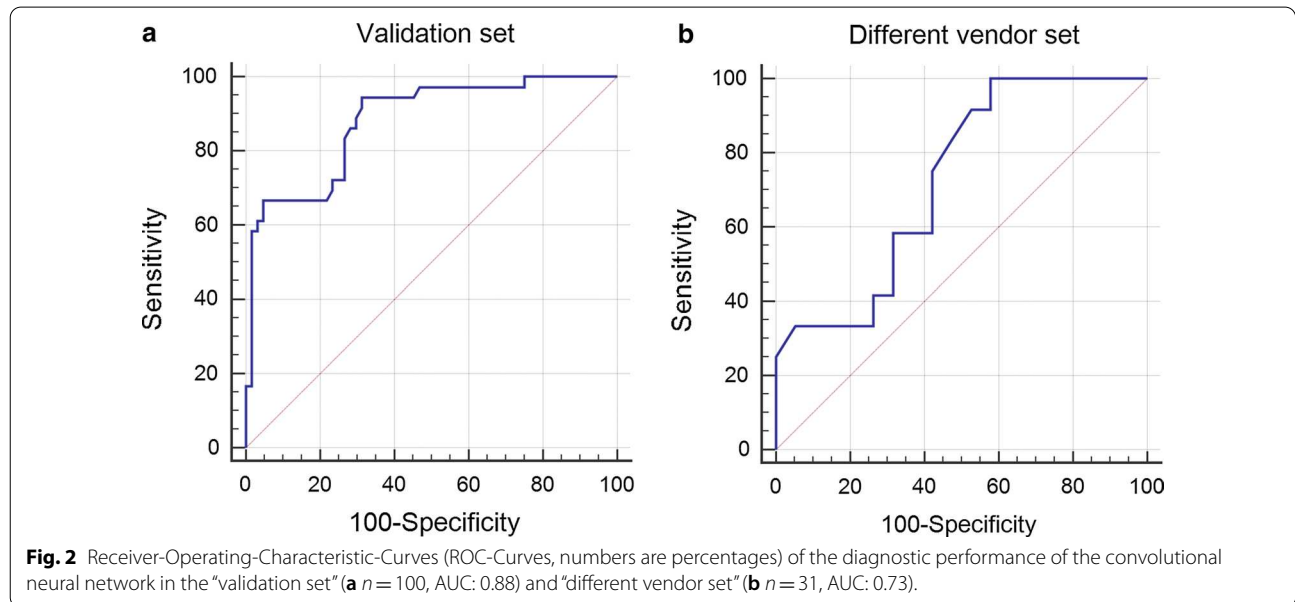 a Validation set
Sensitivity
100
80
60
40
20
0
0 20 40 60 80 100
100-Specificity
b Different vendor set
Sensitivity
100
80
60
40
20
0
0 20 40 60 80 100
100-Specificity
Fig. 2 Receiver-Operating-Characteristic-Curves (ROC-Curves, numbers are percentages) of the diagnostic performance of the convolutional
neural network in the “validation set” (a n = 100, AUC: 0.88) and “different vendor set” (b n = 31, AUC: 0.73).